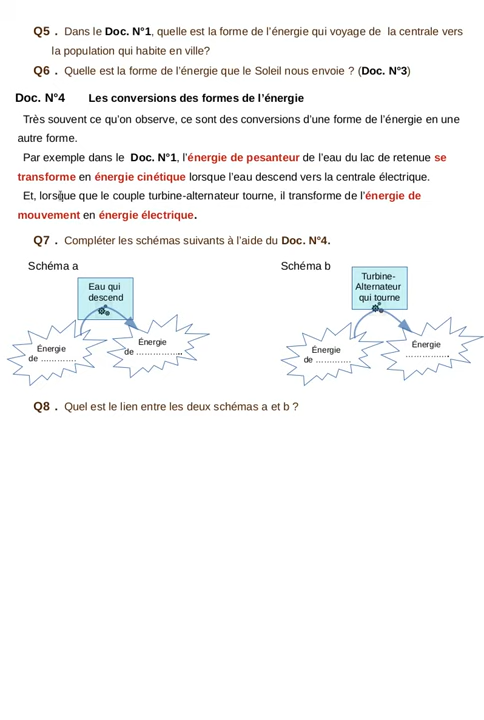 Q5 . Dans le Doc. N°1, quelle est la forme de l'énergie qui voyage de la centrale vers
la population qui habite en ville?
Q6 . Quelle est la forme de l'énergie que le Soleil nous envoie ? (Doc. N°3)
Doc. N°4 Les conversions des formes de l'énergie
Très souvent ce qu'on observe, ce sont des conversions d'une forme de l'énergie en une
autre forme.
Par exemple dans le Doc. N°1, l'énergie de pesanteur de l'eau du lac de retenue se
transforme en énergie cinétique lorsque l'eau descend vers la centrale électrique.
Et, lorsque que le couple turbine-alternateur tourne, il transforme de l'énergie de
mouvement en énergie électrique.
Q7 . Compléter les schémas suivants à l'aide du Doc. N°4.
Schéma a
Eau qui
descend
Énergie
de …………
Énergie
de ……………..
Schéma b
Turbine-
Alternateur
qui tourne
Énergie
de ………….
Énergie
…………….
Q8 . Quel est le lien entre les deux schémas a et b ?